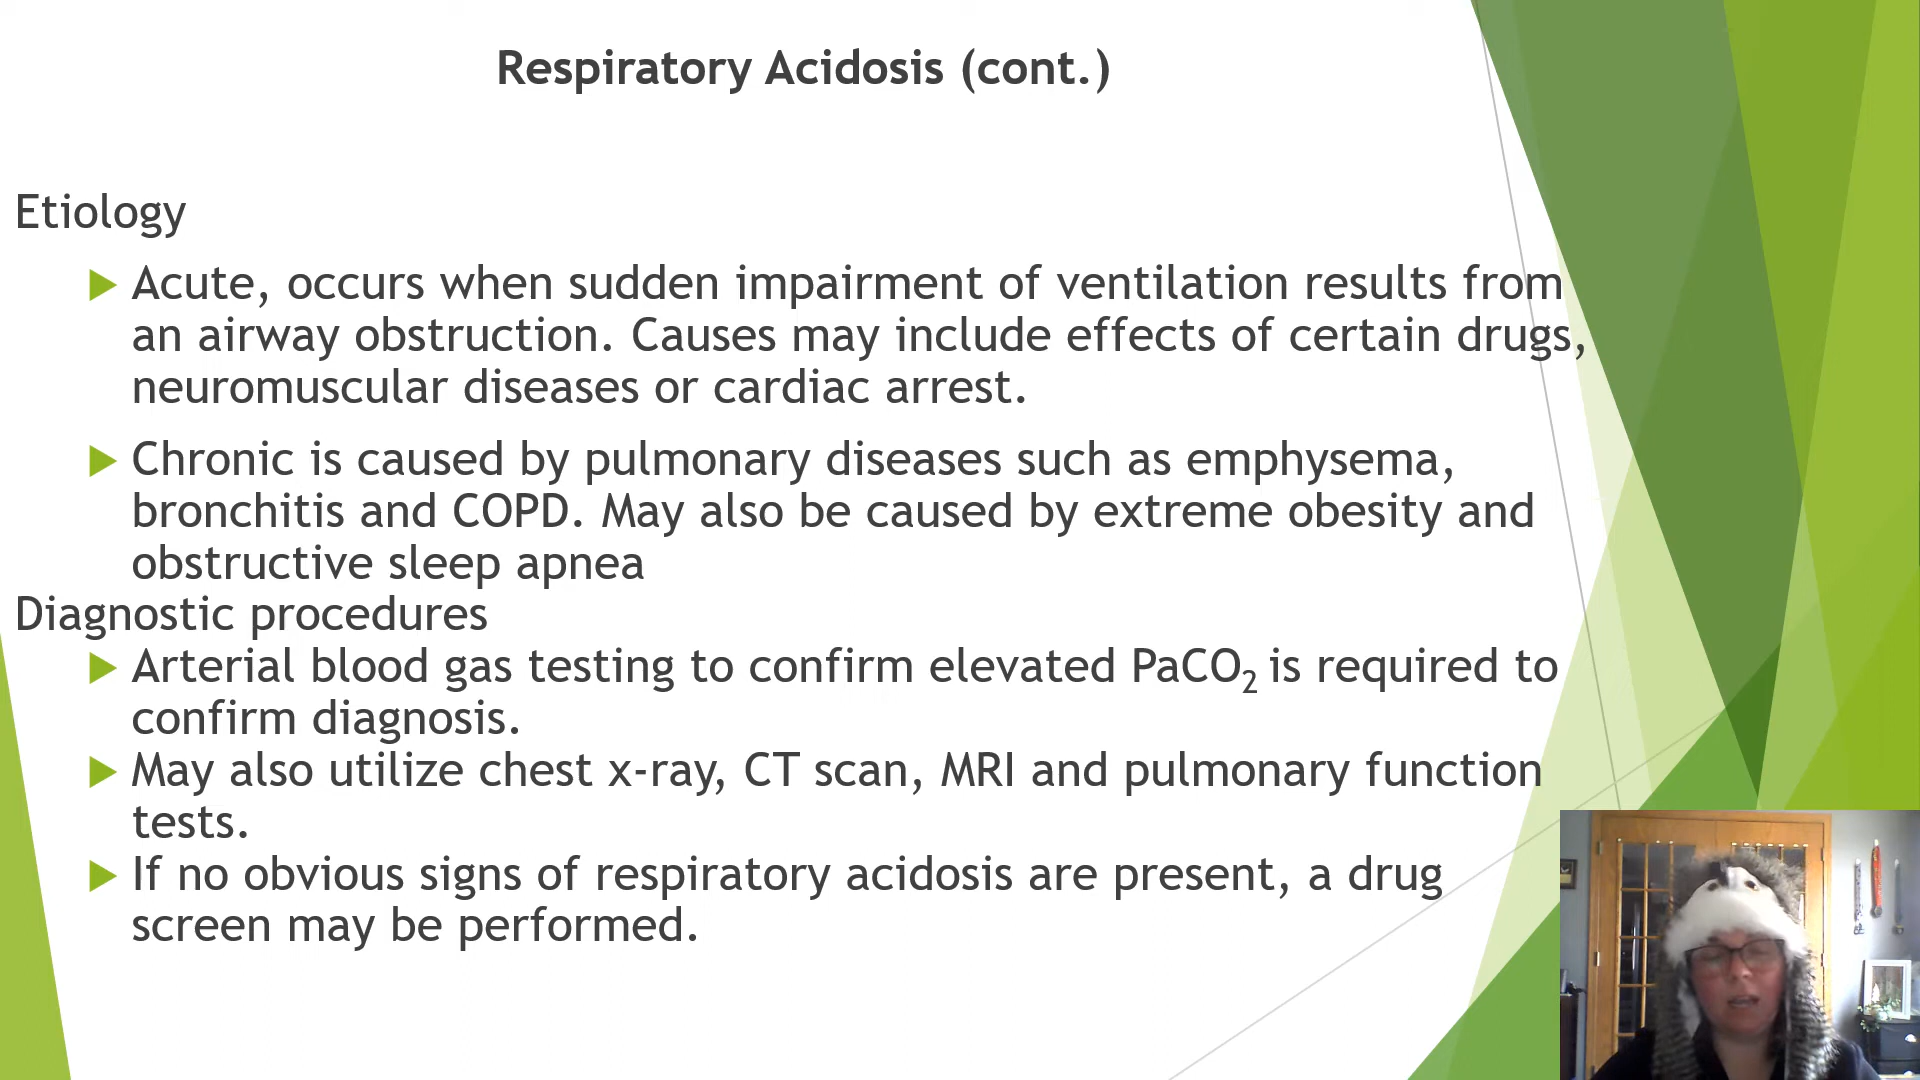 Respiratory Acidosis (cont.)
Etiology
Acute, occurs when sudden impairment of ventilation results from
an airway obstruction. Causes may include effects of certain drugs,
neuromuscular diseases or cardiac arrest.
Chronic is caused by pulmonary diseases such as emphysema,
bronchitis and COPD. May also be caused by extreme obesity and
obstructive sleep apnea
Diagnostic procedures
Arterial blood gas testing to confirm elevated PaCO₂ is required to
confirm diagnosis.
May also utilize chest x-ray, CT scan, MRI and pulmonary function
tests.
If no obvious signs of respiratory acidosis are present, a drug
screen may be performed.